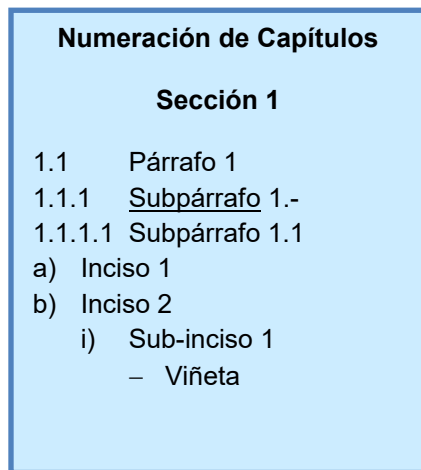 Numeración de Capítulos
Sección 1
1.1 Párrafo 1
1.1.1 Subpárrafo 1.-
1.1.1.1 Subpárrafo 1.1
a) Inciso 1
b) Inciso 2
i) Sub-inciso 1
− Viñeta